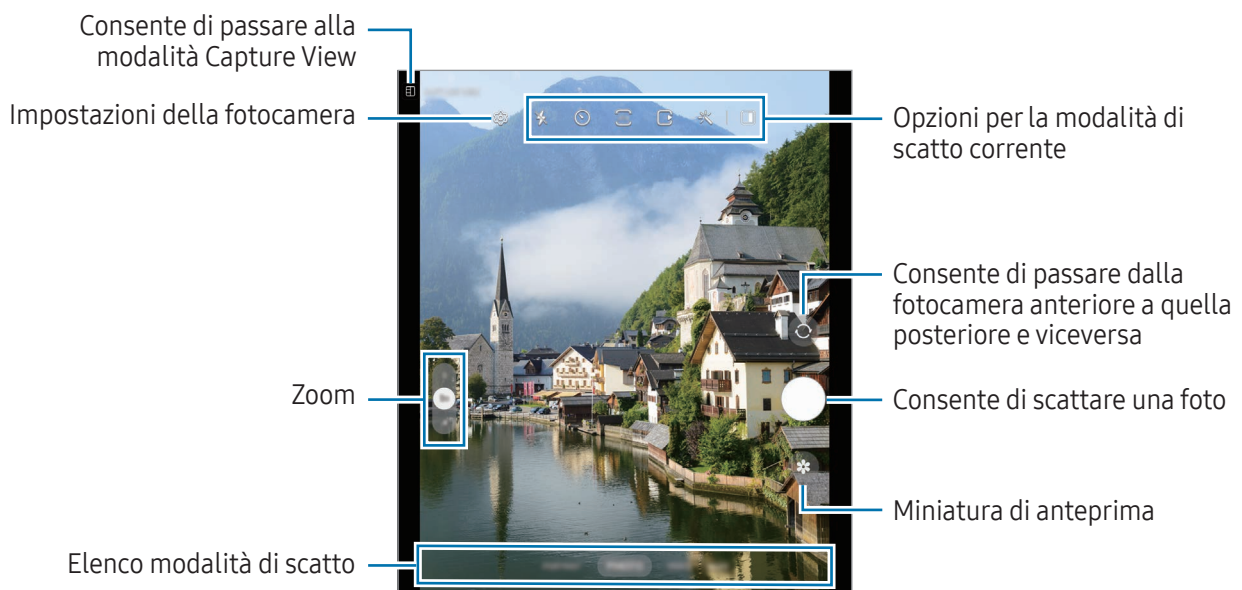 Consente di passare alla
modalità Capture View
Impostazioni della fotocamera
Opzioni per la modalità di
scatto corrente
Consente di passare dalla
fotocamera anteriore a quella
posteriore e viceversa
Zoom
Consente di scattare una foto
Miniatura di anteprima
Elenco modalità di scatto